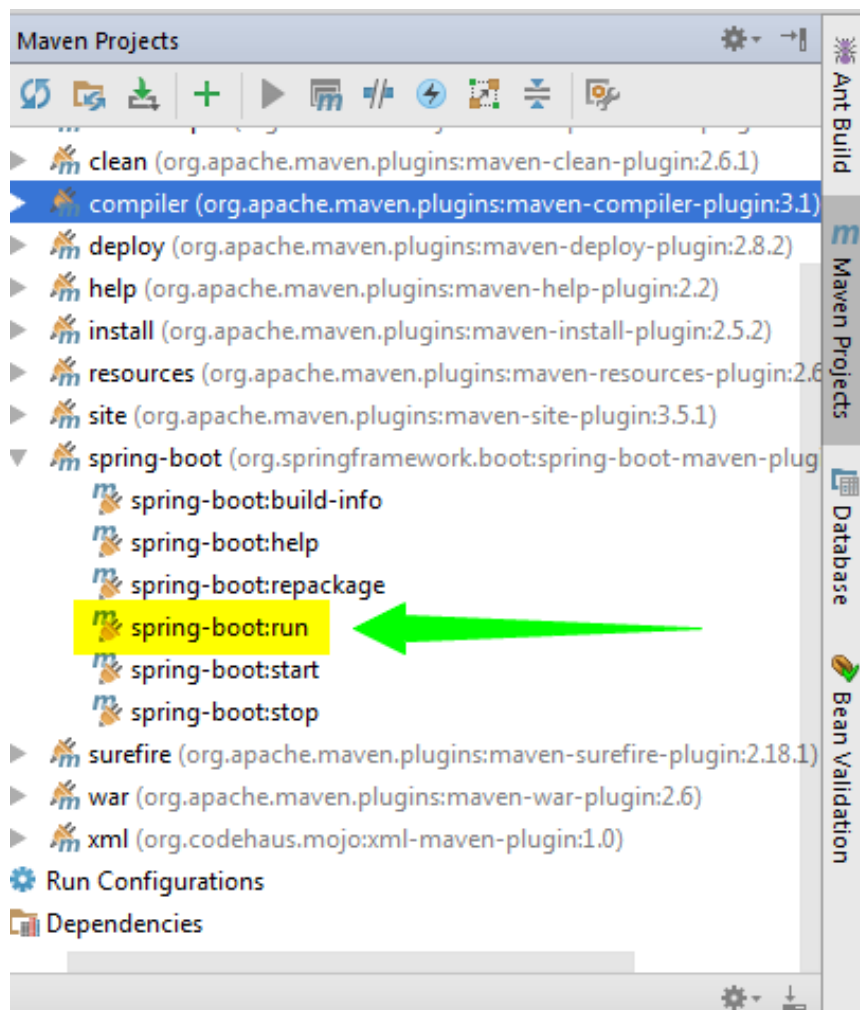 Maven Projects
clean (org.apache.maven.plugins:maven-clean-plugin:2.6.1)
compiler (org.apache.maven.plugins:maven-compiler-plugin:3.1)
deploy (org.apache.maven.plugins:maven-deploy-plugin:2.8.2)
help (org.apache.maven.plugins:maven-help-plugin:2.2)
install (org.apache.maven.plugins:maven-install-plugin:2.5.2)
resources (org.apache.maven.plugins:maven-resources-plugin:2.6
site (org.apache.maven.plugins:maven-site-plugin:3.5.1)
spring-boot (org.springframework.boot:spring-boot-maven-plug
spring-boot:build-info
spring-boot:help
spring-boot:repackage
spring-boot:run
spring-boot:start
spring-boot:stop
surefire (org.apache.maven.plugins:maven-surefire-plugin:2.18.1)
war (org.apache.maven.plugins:maven-war-plugin:2.6)
xml (org.codehaus.mojo:xml-maven-plugin:1.0)
Run Configurations
Dependencies
Ant Build
Maven Projects
Database
Bean Validation